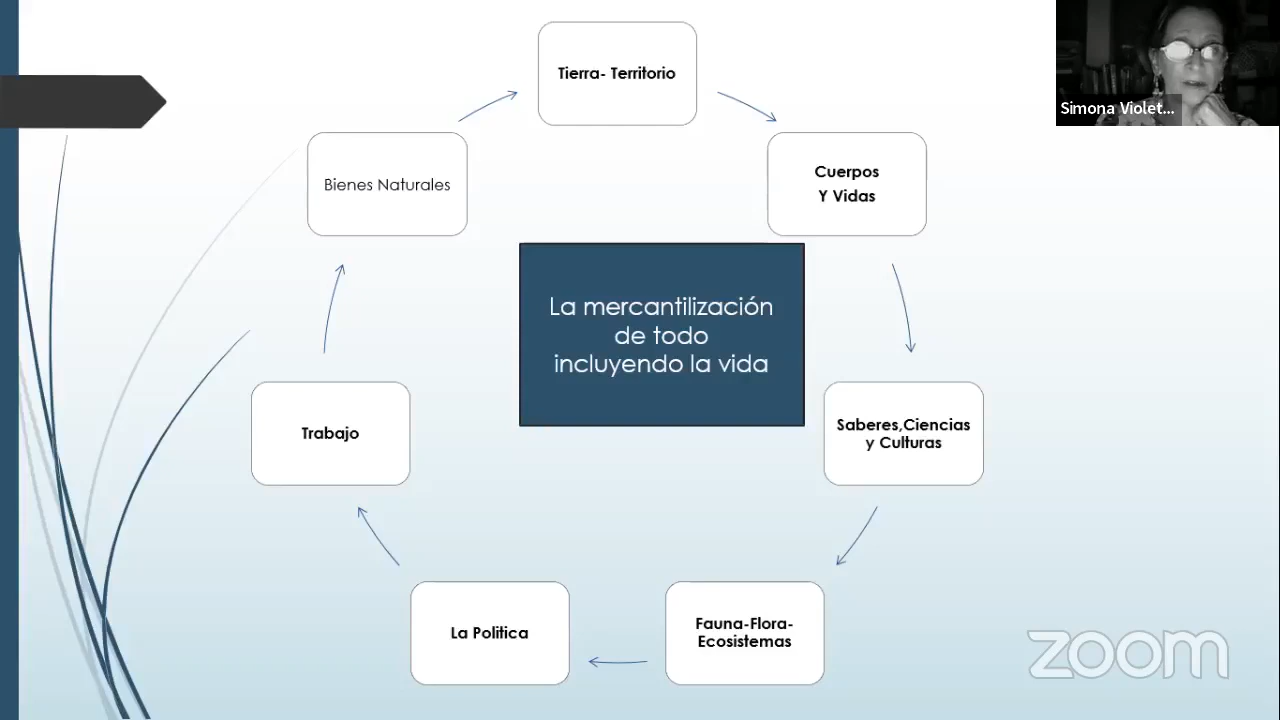 Tierra- Territorio
Simona Violet...
Bienes Naturales
Cuerpos
Y Vidas
La mercantilización
de todo
incluyendo la vida
Trabajo
Saberes,Ciencias
y Culturas
La Politica
Fauna-Flora-
Ecosistemas
zoom